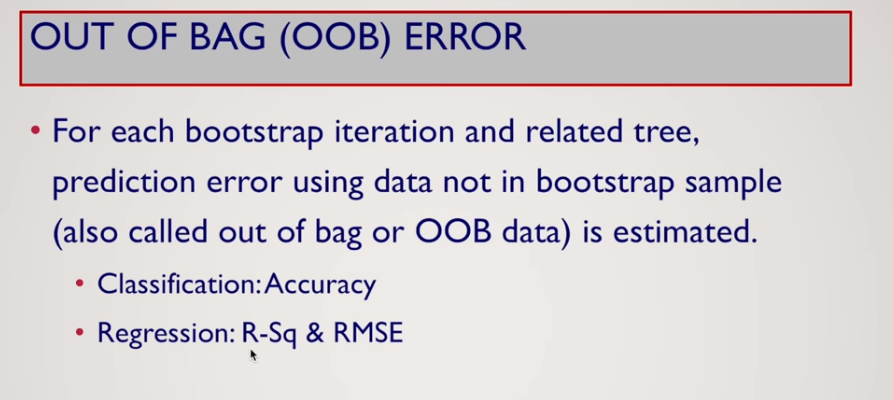 OUT OF BAG (OOB) ERROR
• For each bootstrap iteration and related tree,
prediction error using data not in bootstrap sample
(also called out of bag or OOB data) is estimated.
• Classification:Accuracy
• Regression: R-Sq & RMSE